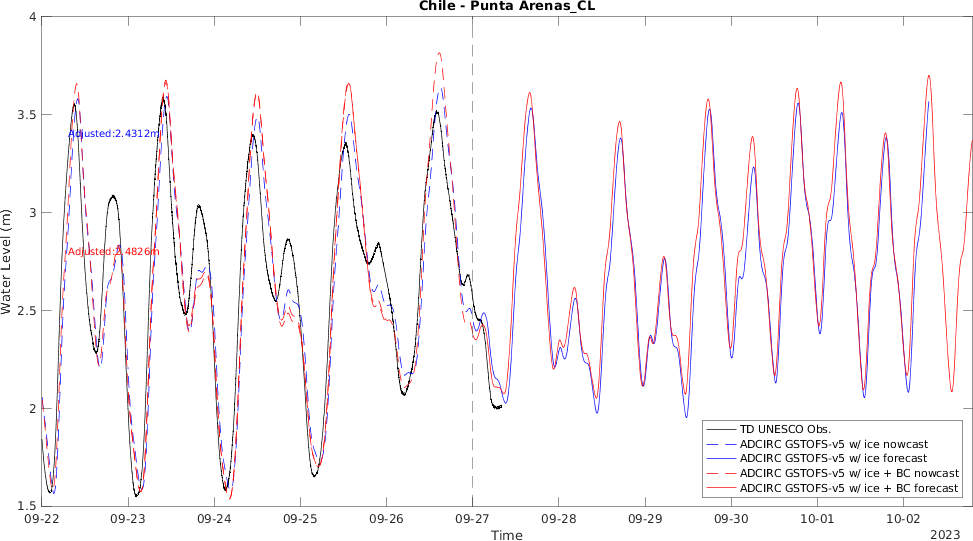 Chile - Punta Arenas_CL
4
3.5
3
2.5
2
1.5
Water Level (m)
Adjusted:2.4312m
Adjusted:2.4826m
TD UNESCO Obs.
ADCIRC GSTOFS-v5 w/ ice nowcast
ADCIRC GSTOFS-v5 w/ ice forecast
ADCIRC GSTOFS-v5 w/ ice + BC nowcast
ADCIRC GSTOFS-v5 w/ ice + BC forecast
09-22 09-23 09-24 09-25 09-26 09-27 09-28 09-29 09-30 10-01 10-02
Time
2023